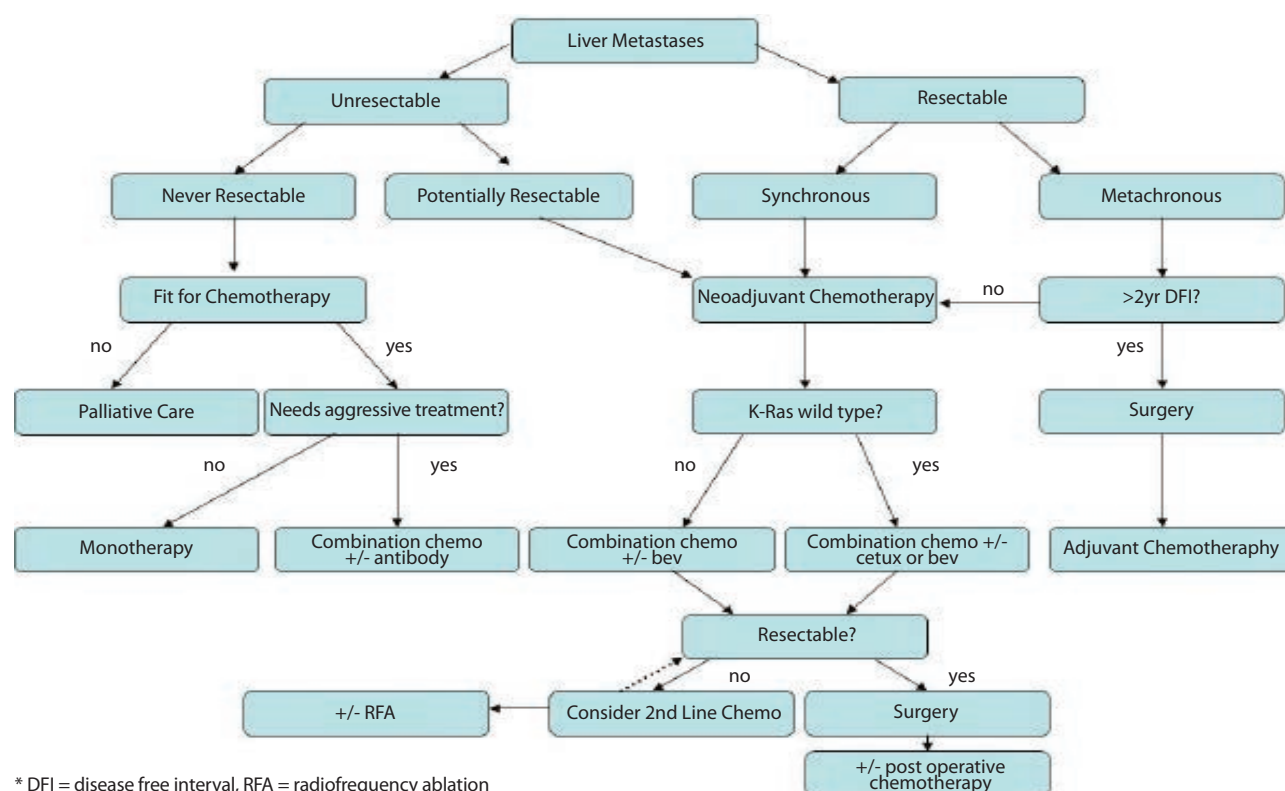 Liver Metastases
Unresectable
Resectable
Never Resectable
Potentially Resectable
Synchronous
Metachronous
Fit for Chemotherapy
Neoadjuvant Chemotherapy
no
>2yr DFI?
no
yes
yes
Palliative Care
Needs aggressive treatment?
K-Ras wild type?
Surgery
no
yes
no
yes
Monotherapy
Combination chemo
+/- antibody
Combination chemo
+/- bev
Combination chemo +/-
cetux or bev
Adjuvant Chemotheraphy
Resectable?
no
yes
+/- RFA
Consider 2nd Line Chemo
Surgery
+/- post operative
chemotherapy
* DFI = disease free interval, RFA = radiofrequency ablation